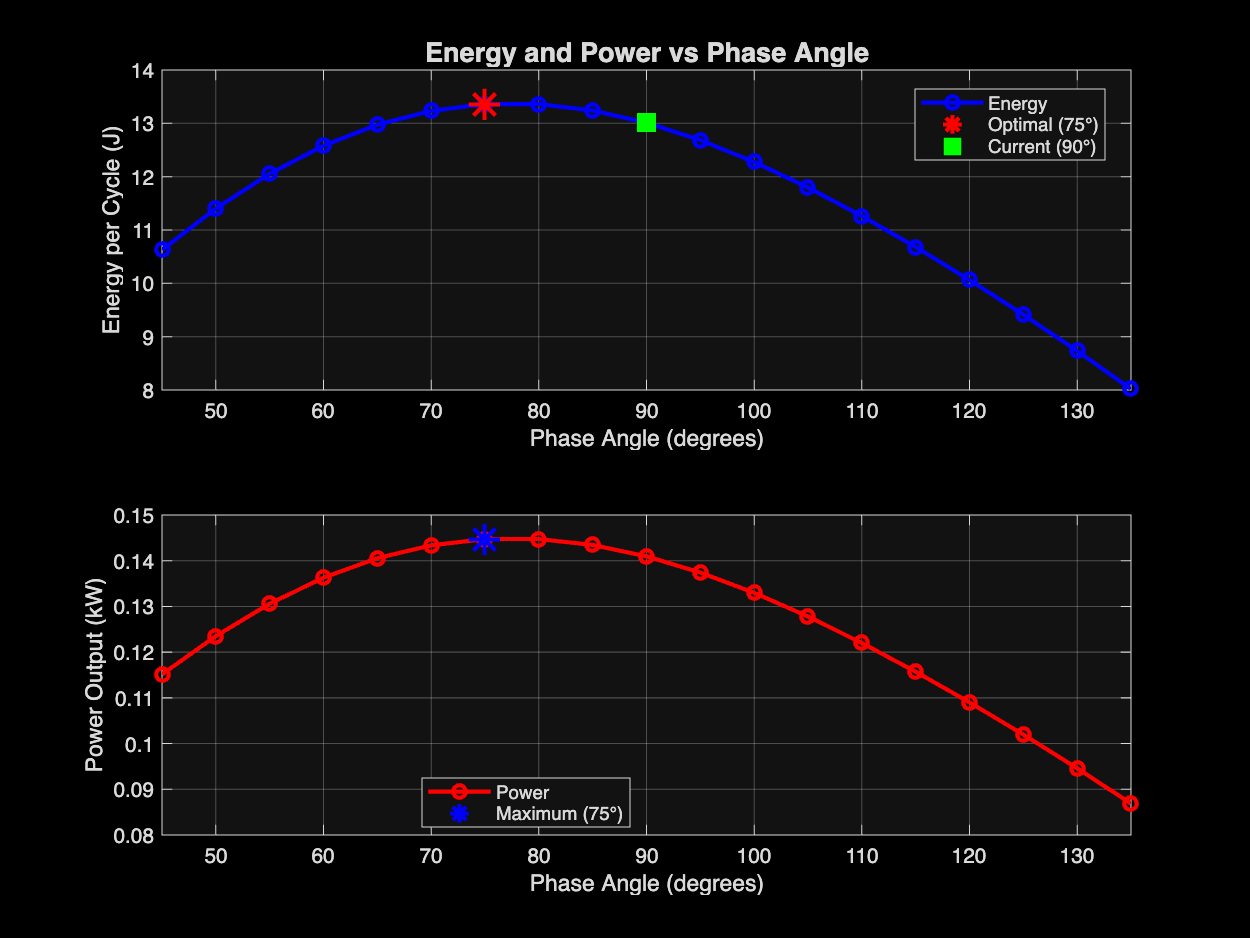 Energy and Power vs Phase Angle
14
13
12
11
10
9
8
Energy per Cycle (J)
Energy
Optimal (75°)
Current (90°)
50 60 70 80 90 100 110 120 130
Phase Angle (degrees)
0.15
0.14
0.13
0.12
0.11
0.1
0.09
0.08
Power Output (kW)
Power
Maximum (75°)
50 60 70 80 90 100 110 120 130
Phase Angle (degrees)